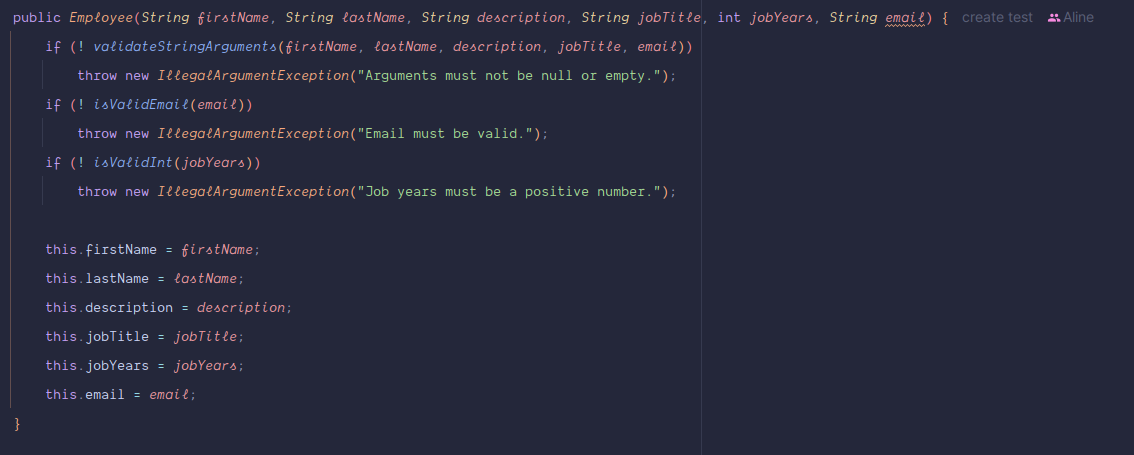 public Employee(String firstName, String lastName, String description, String jobTitle, int jobYears, String email) { create test Aline
if (! validateStringArguments(firstName, lastName, description, jobTitle, email))
throw new IllegalArgumentException("Arguments must not be null or empty.");
if (! isValidEmail(email))
throw new IllegalArgumentException("Email must be valid.");
if (! isValidInt(jobYears))
throw new IllegalArgumentException("Job years must be a positive number.");
this.firstName = firstName;
this.lastName = lastName;
this.description = description;
this.jobTitle = jobTitle;
this.jobYears = jobYears;
this.email = email;
}